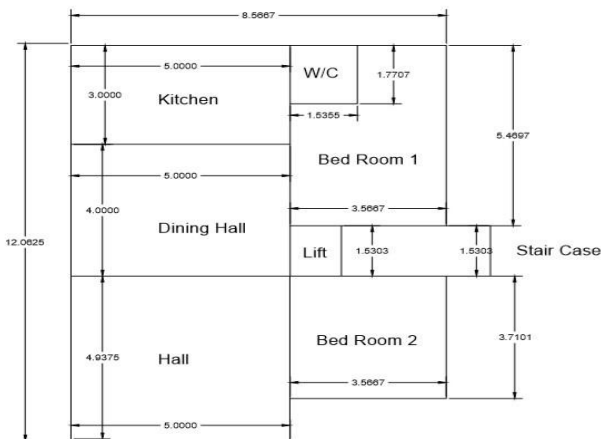 8.5667
5.0000
W/C
1.7707
3.0000
Kitchen
1.5355
5.4697
Bed Room 1
5.0000
3.5667
4.0000
12.0625
Dining Hall
Lift
1.5303
1.5303
Stair Case
Bed Room 2
3.7101
4.9375
Hall
3.5667
5.0000